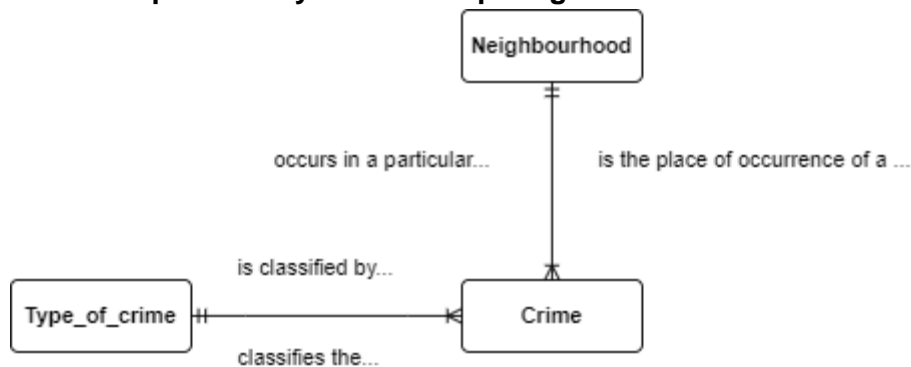 Neighbourhood
occurs in a particular...
is the place of occurrence of a ...
is classified by...
Type_of_crime
Crime
classifies the...